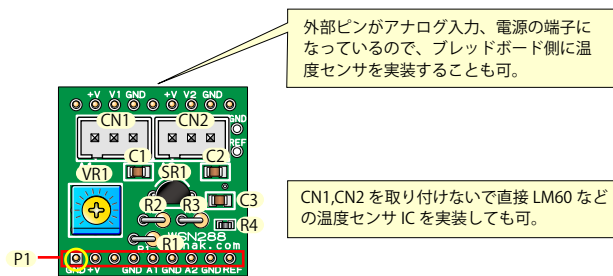 外部ピンがアナログ入力、電源の端子に
なっているので、ブレッドボード側に温
度センサを実装することも可。
+V V1 GND +V V2 GND
CN1 CN2
GND
REF
C1 SR1 C2
VR1
C3
R2 R3
R4
WGN288
R1
CN1,CN2 を取り付けないで直接 LM60 など
の温度センサ IC を実装しても可。
P1
GND +V GND A1 GND A2 GND REF